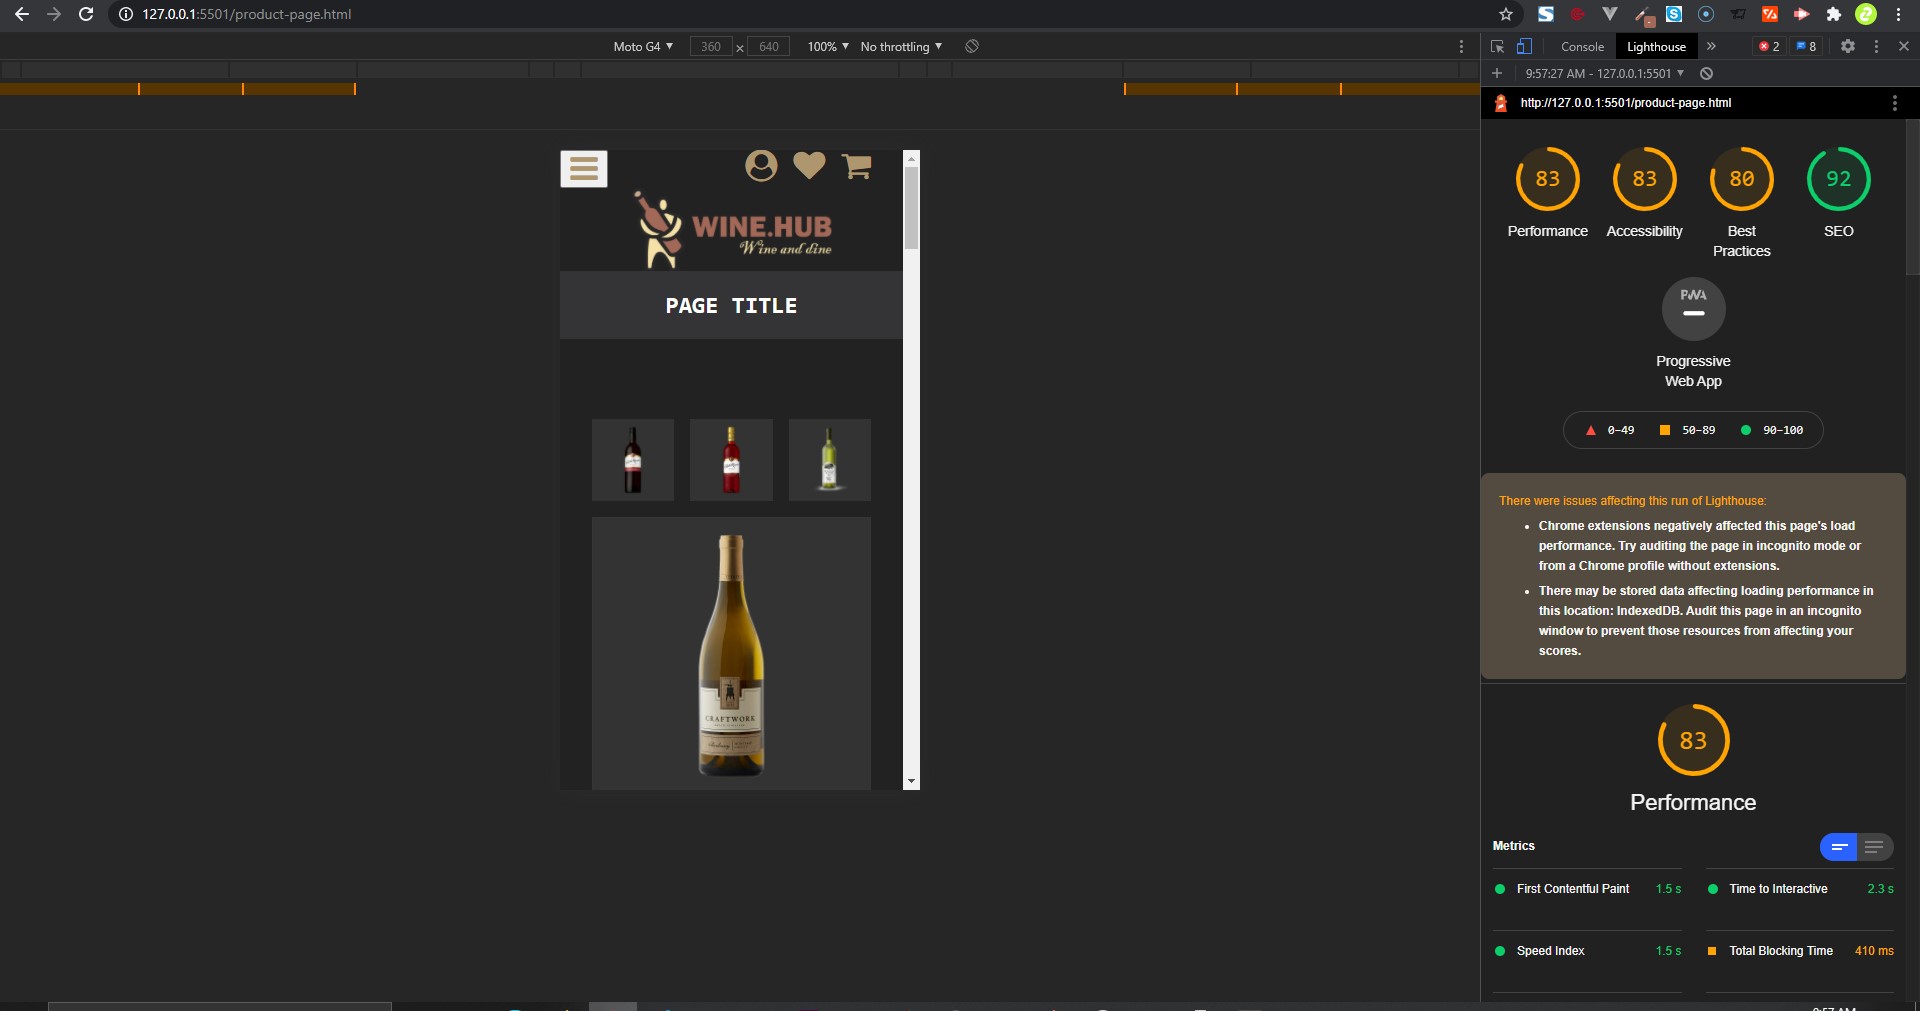 127.0.0.1:5501/product-page.html
Moto G4 ▼ 360 × 640 100% ▼ No throttling ▼
Console Lighthouse » 2 8
9:57:27 AM - 127.0.0.1:5501 ▼
http://127.0.0.1:5501/product-page.html
WINE.HUB
Wine and dine
PAGE TITLE
CRAFTWORK
83 83 80 92
Performance Accessibility Best Practices SEO
PWA
Progressive
Web App
0–49 50–89 90–100
There were issues affecting this run of Lighthouse:
• Chrome extensions negatively affected this page's load
performance. Try auditing the page in incognito mode or
from a Chrome profile without extensions.
• There may be stored data affecting loading performance in
this location: IndexedDB. Audit this page in an incognito
window to prevent those resources from affecting your
scores.
83
Performance
Metrics
First Contentful Paint 1.5 s Time to Interactive 2.3 s
Speed Index 1.5 s Total Blocking Time 410 ms